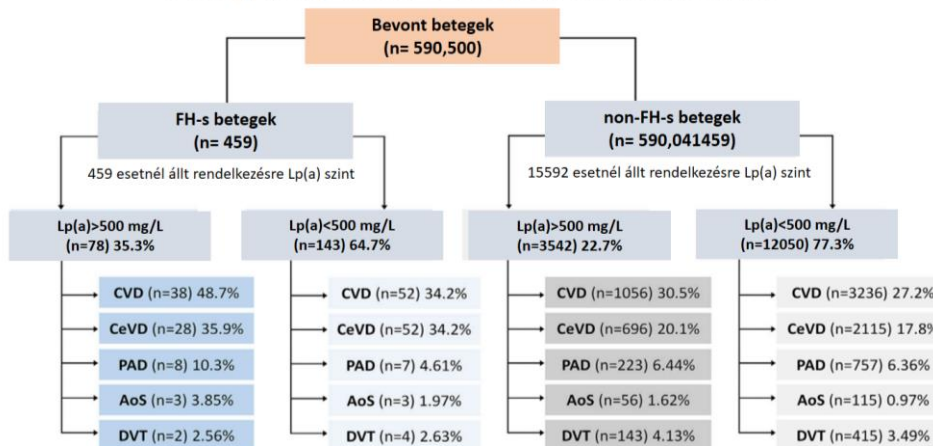 Bevont betegek
(n= 590,500)
FH-s betegek
(n= 459)
non-FH-s betegek
(n= 590,041459)
459 esetnél állt rendelkezésre Lp(a) szint
15592 esetnél állt rendelkezésre Lp(a) szint
Lp(a)>500 mg/L
(n=78) 35.3%
Lp(a)<500 mg/L
(n=143) 64.7%
Lp(a)>500 mg/L
(n=3542) 22.7%
Lp(a)<500 mg/L
(n=12050) 77.3%
CVD (n=38) 48.7%
CeVD (n=28) 35.9%
PAD (n=8) 10.3%
AoS (n=3) 3.85%
DVT (n=2) 2.56%
CVD (n=52) 34.2%
CeVD (n=52) 34.2%
PAD (n=7) 4.61%
AoS (n=3) 1.97%
DVT (n=4) 2.63%
CVD (n=1056) 30.5%
CeVD (n=696) 20.1%
PAD (n=223) 6.44%
AoS (n=56) 1.62%
DVT (n=143) 4.13%
CVD (n=3236) 27.2%
CeVD (n=2115) 17.8%
PAD (n=757) 6.36%
AoS (n=115) 0.97%
DVT (n=415) 3.49%